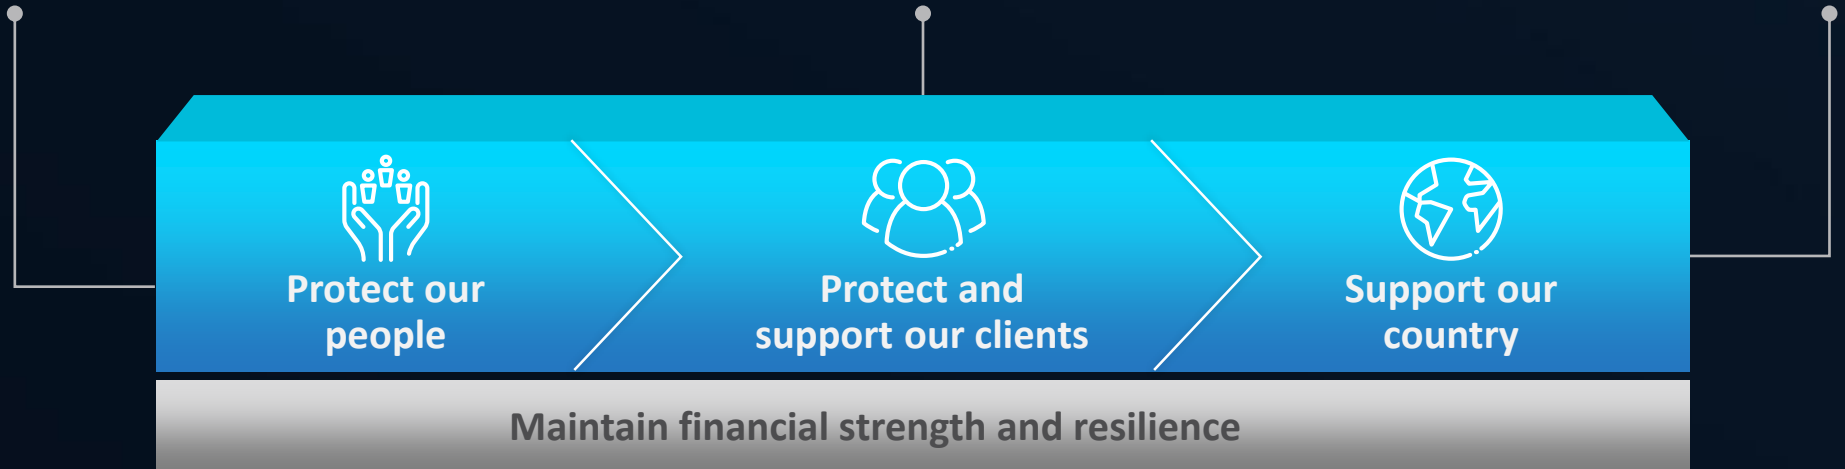 Protect our
people
Protect and
support our clients
Support our
country
Maintain financial strength and resilience